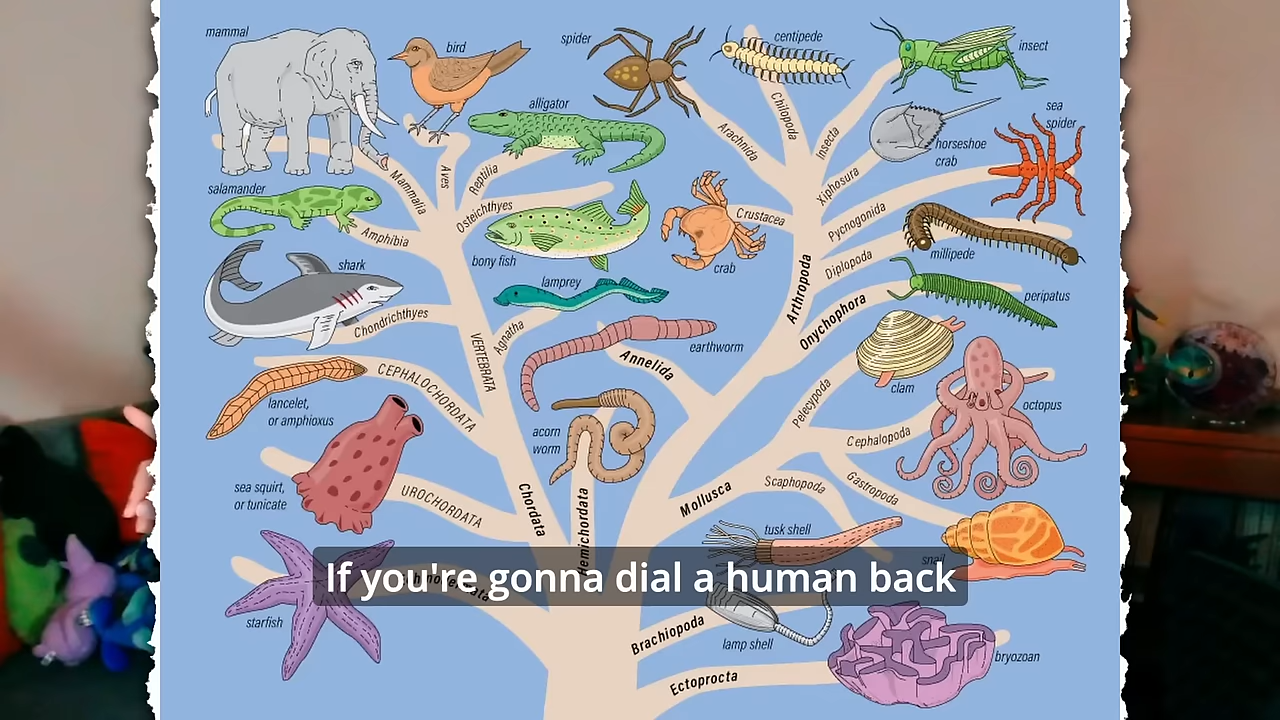 mammal
bird
spider
centipede
insect
alligator
sea
spider
horseshoe
crab
Arachnida
Chilopoda
Insecta
Mammalia
Aves
Reptilia
salamander
Xiphosura
Amphibia
Osteichthyes
Crustacea
Pycnogonida
bony fish
crab
Diplopoda
millipede
shark
lamprey
Arthropoda
Onychophora
peripatus
Chondrichthyes
Agnatha
VERTEBRATA
earthworm
Annelida
clam
CEPHALOCHORDATA
lancelet,
or amphioxus
Pelecypoda
octopus
acorn
worm
Cephalopoda
sea squirt,
or tunicate
UROCHORDATA
Chordata
Hemichordata
Mollusca
Scaphopoda
Gastropoda
tusk shell
snail
If you're gonna dial a human back
starfish
Brachiopoda
lamp shell
bryozoan
Ectoprocta